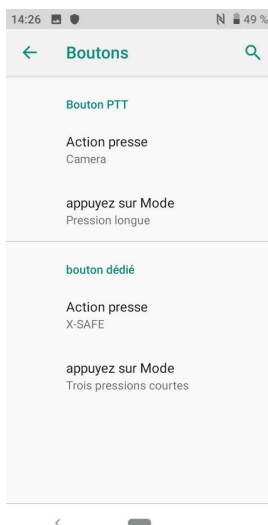 14:26 49 %
Boutons
Bouton PTT
Action presse
Camera
appuyez sur Mode
Pression longue
bouton dédié
Action presse
X-SAFE
appuyez sur Mode
Trois pressions courtes